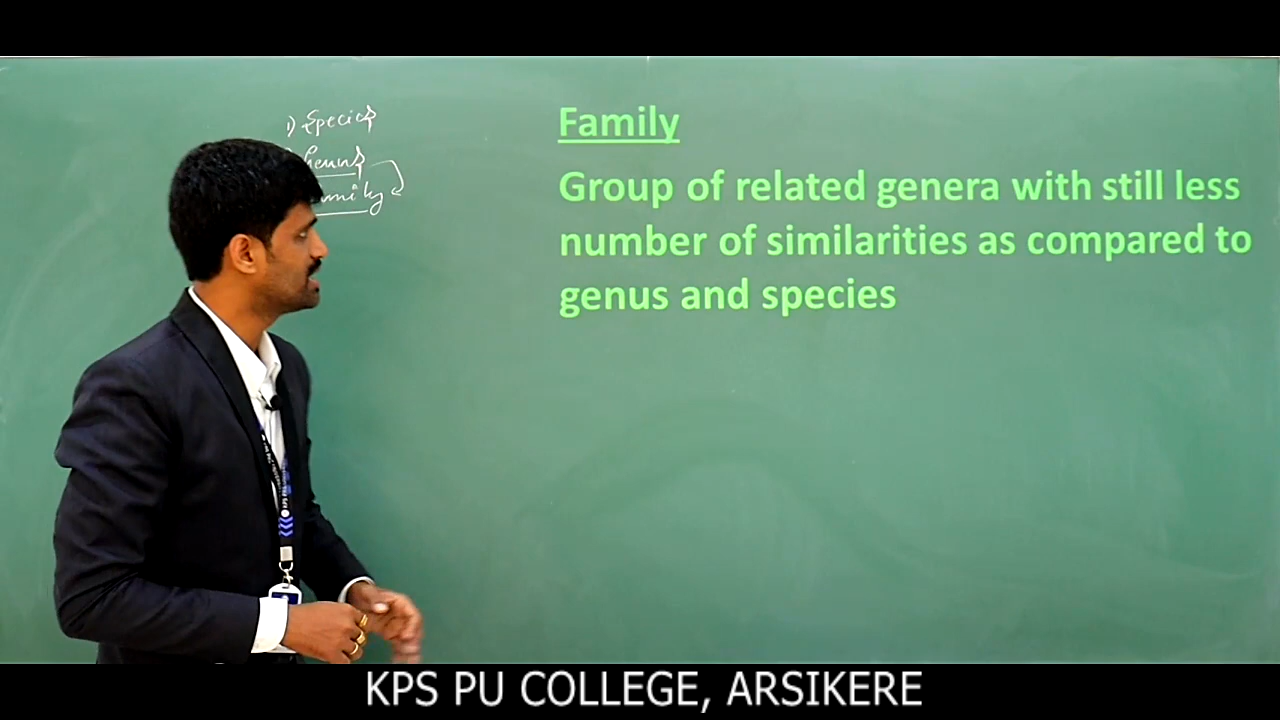 1) Species
Genus
Family
Group of related genera with still less
number of similarities as compared to
genus and species
KPS PU COLLEGE, ARSIKERE